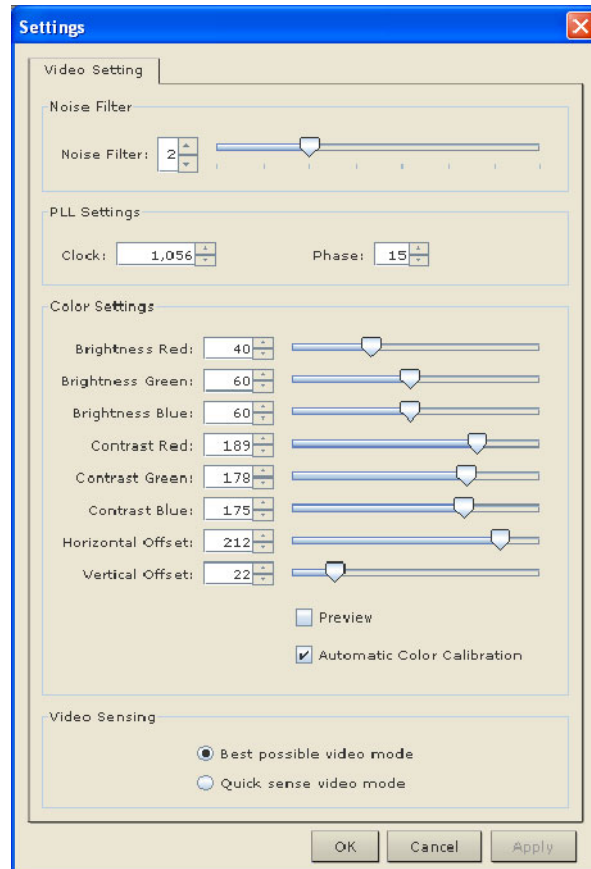 Settings
Video Setting
Noise Filter
Noise Filter: 2
PLL Settings
Clock: 1,056 Phase: 15
Color Settings
Brightness Red: 40
Brightness Green: 60
Brightness Blue: 60
Contrast Red: 189
Contrast Green: 178
Contrast Blue: 175
Horizontal Offset: 212
Vertical Offset: 22
Preview
Automatic Color Calibration
Video Sensing
Best possible video mode
Quick sense video mode
OK Cancel Apply